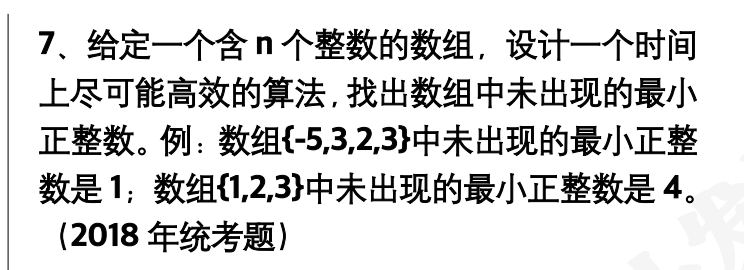 7、给定一个含 n 个整数的数组，设计一个时间
上尽可能高效的算法，找出数组中未出现的最小
正整数。例：数组{-5,3,2,3}中未出现的最小正整
数是 1；数组{1,2,3}中未出现的最小正整数是 4。
（2018 年统考题）